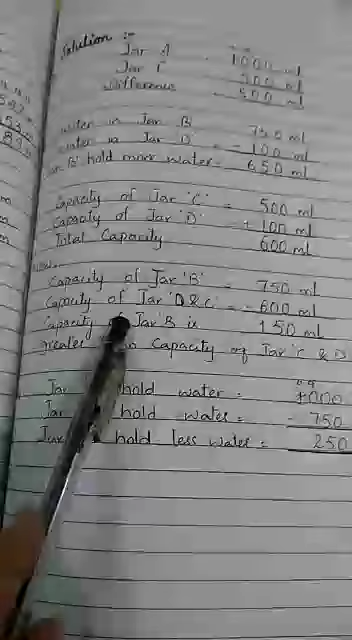 Solution :-
Jar A - 1000 ml
Jar C - 500 ml
Difference - 500 ml
water in Jar B 750 ml
water in Jar 'D' = - 100 ml
B' hold more water - 650 ml
Capacity of Jar 'C' = 500 ml
Capacity of Jar 'D' + 100 ml
Total Capacity 600 ml
Capacity of Jar 'B' = 750 ml
Capacity of Jar 'D & C' = - 600 ml
Capacity Jar 'B' is 150 ml
greater Capacity of Jar 'C & D
Jar hold water = 1000
Jar hold water = - 750
Jar hold less water = 250